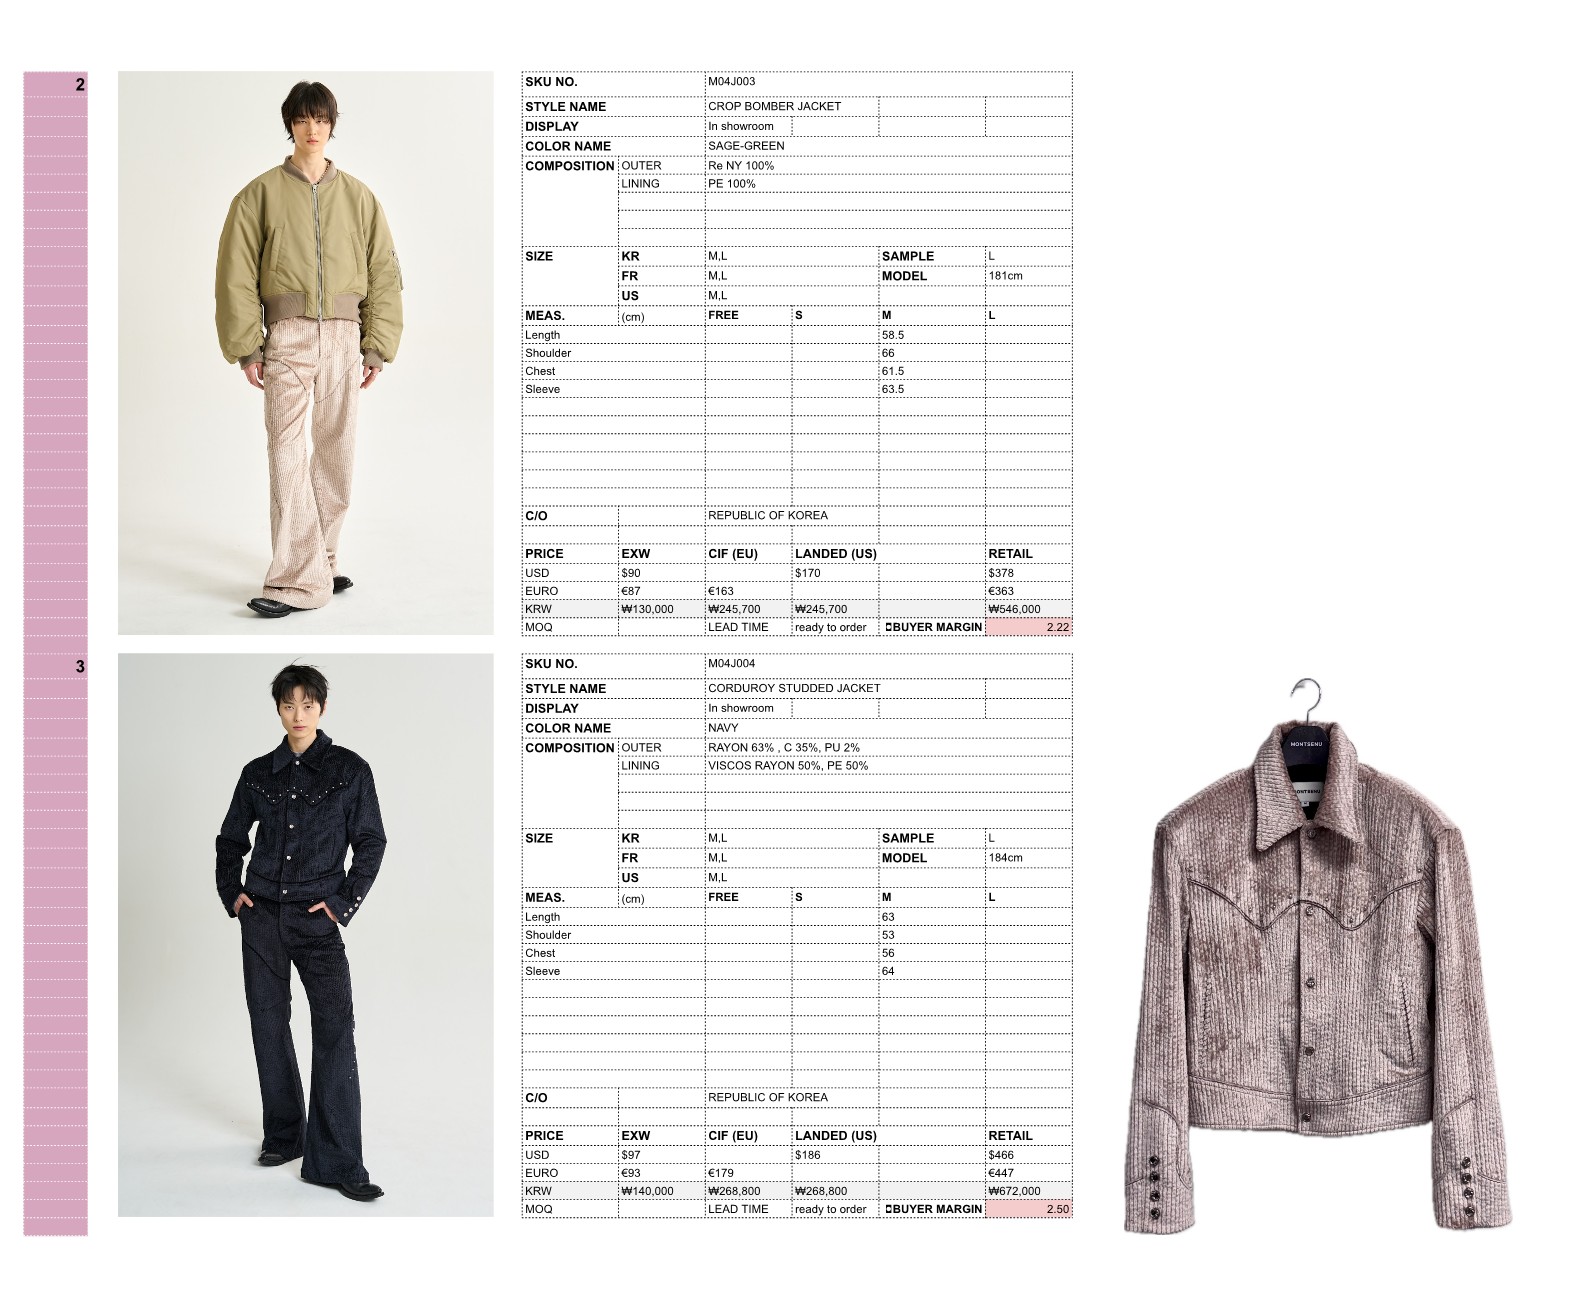 2
SKU NO. M04J003
STYLE NAME CROP BOMBER JACKET
DISPLAY In showroom
COLOR NAME SAGE-GREEN
COMPOSITION OUTER Re NY 100%
LINING PE 100%
SIZE KR M,L SAMPLE L
FR M,L MODEL 181cm
US M,L
MEAS. (cm) FREE S M L
Length 58.5
Shoulder 66
Chest 61.5
Sleeve 63.5
C/O REPUBLIC OF KOREA
PRICE EXW CIF (EU) LANDED (US) RETAIL
USD $90 $170 $378
EURO €87 €163 €363
KRW ₩130,000 ₩245,700 ₩245,700 ₩546,000
MOQ LEAD TIME ready to order BUYER MARGIN 2.22
3
SKU NO. M04J004
STYLE NAME CORDUROY STUDDED JACKET
DISPLAY In showroom
COLOR NAME NAVY
COMPOSITION OUTER RAYON 63% , C 35%, PU 2%
LINING VISCOS RAYON 50%, PE 50%
SIZE KR M,L SAMPLE L
FR M,L MODEL 184cm
US M,L
MEAS. (cm) FREE S M L
Length 63
Shoulder 53
Chest 56
Sleeve 64
C/O REPUBLIC OF KOREA
PRICE EXW CIF (EU) LANDED (US) RETAIL
USD $97 $186 $466
EURO €93 €179 €447
KRW ₩140,000 ₩268,800 ₩268,800 ₩672,000
MOQ LEAD TIME ready to order BUYER MARGIN 2.50
MONTSENU
MONTSENU